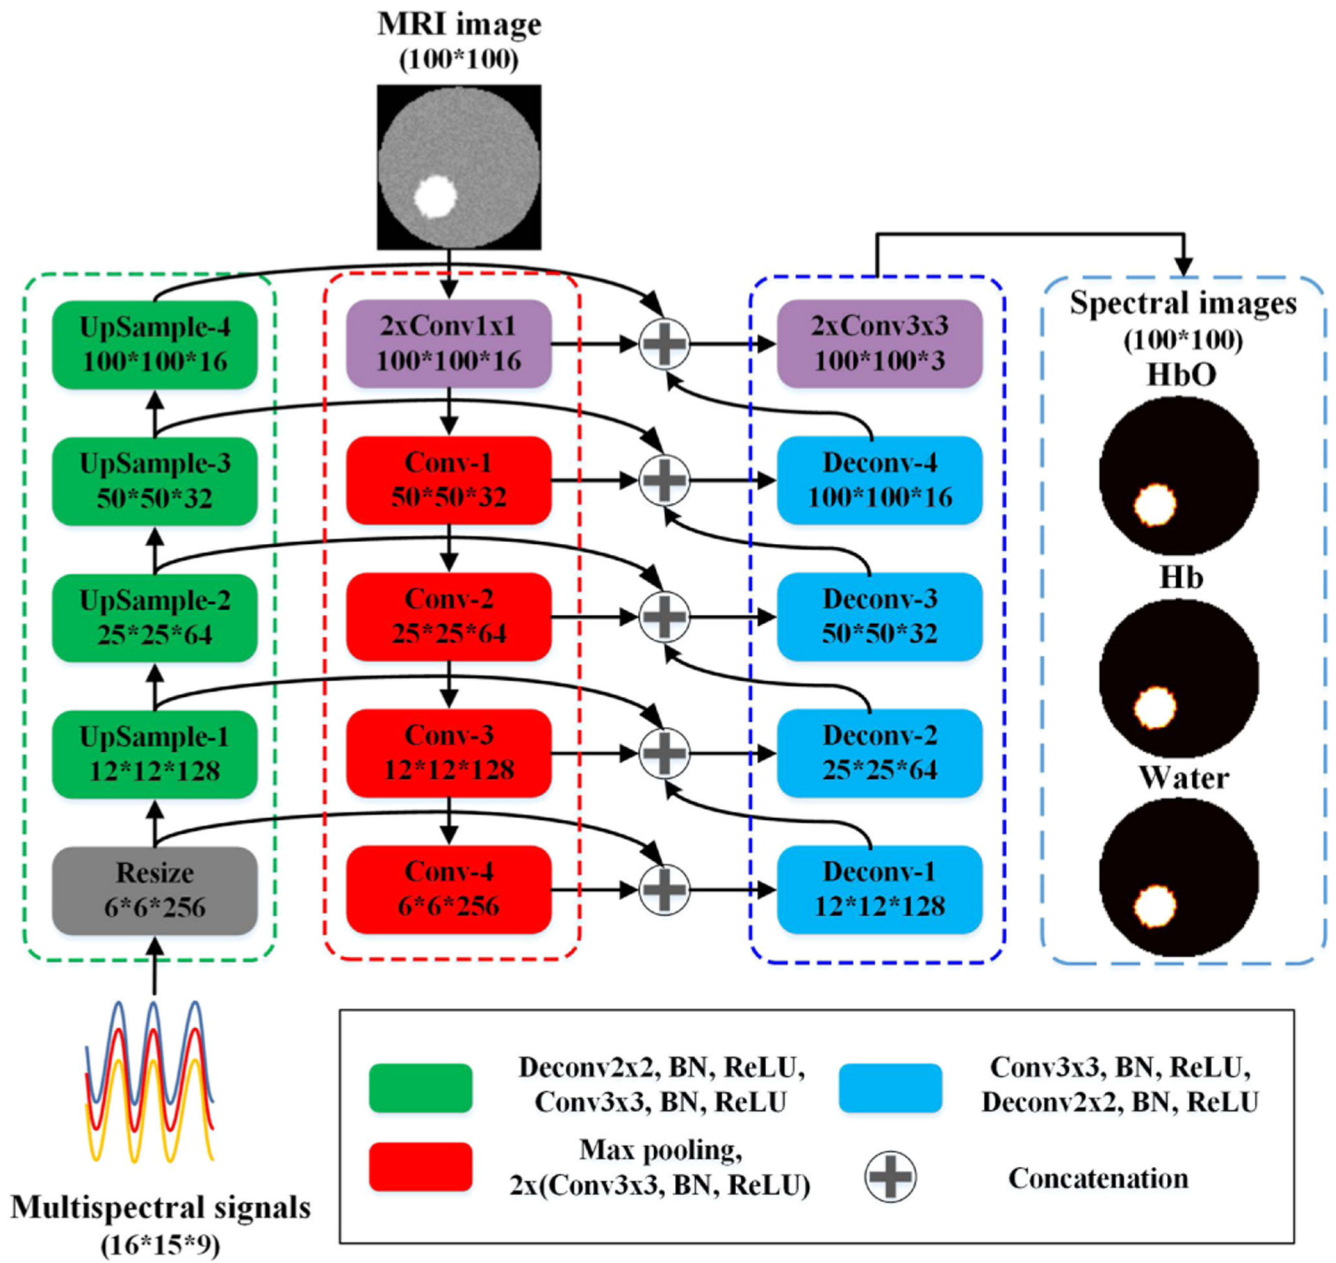 MRI image
(100*100)
UpSample-4
100*100*16
UpSample-3
50*50*32
UpSample-2
25*25*64
UpSample-1
12*12*128
Resize
6*6*256
Multispectral signals
(16*15*9)
2xConv1x1
100*100*16
Conv-1
50*50*32
Conv-2
25*25*64
Conv-3
12*12*128
Conv-4
6*6*256
2xConv3x3
100*100*3
Deconv-4
100*100*16
Deconv-3
50*50*32
Deconv-2
25*25*64
Deconv-1
12*12*128
Spectral images
(100*100)
HbO
Hb
Water
Deconv2x2, BN, ReLU,
Conv3x3, BN, ReLU
Max pooling,
2x(Conv3x3, BN, ReLU)
Conv3x3, BN, ReLU,
Deconv2x2, BN, ReLU
Concatenation